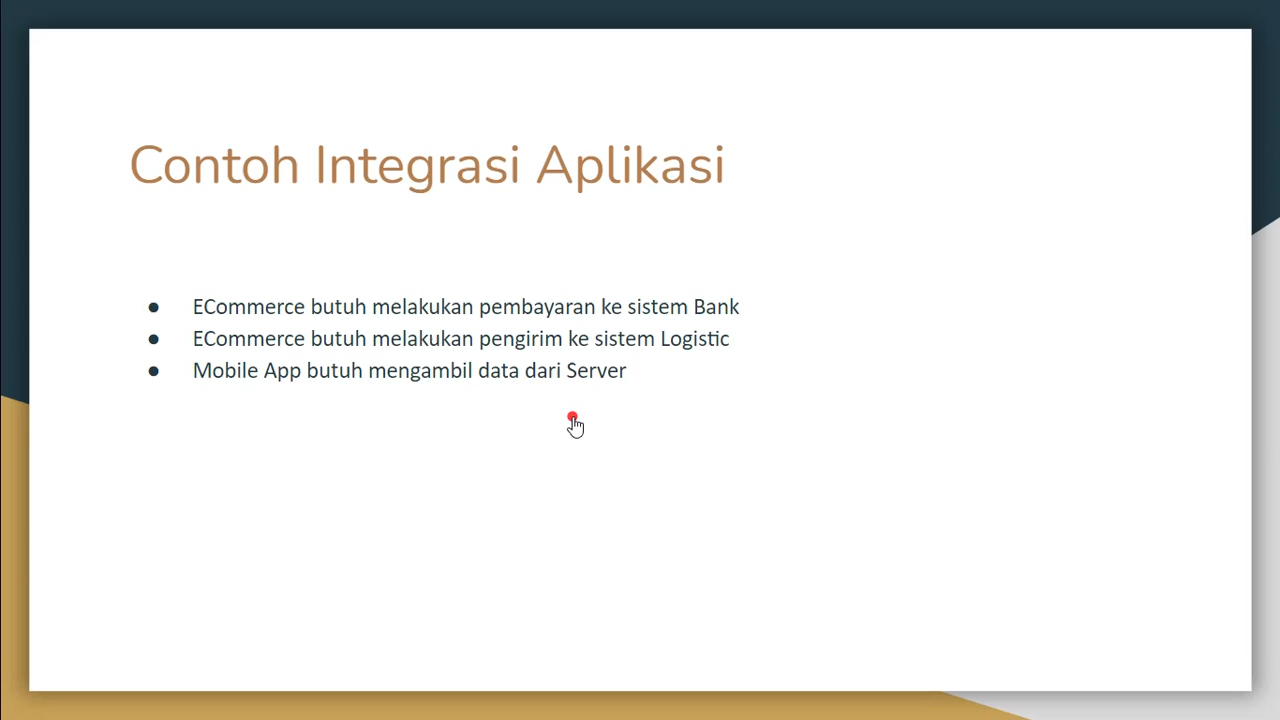 Contoh Integrasi Aplikasi
● ECommerce butuh melakukan pembayaran ke sistem Bank
● ECommerce butuh melakukan pengirim ke sistem Logistic
● Mobile App butuh mengambil data dari Server